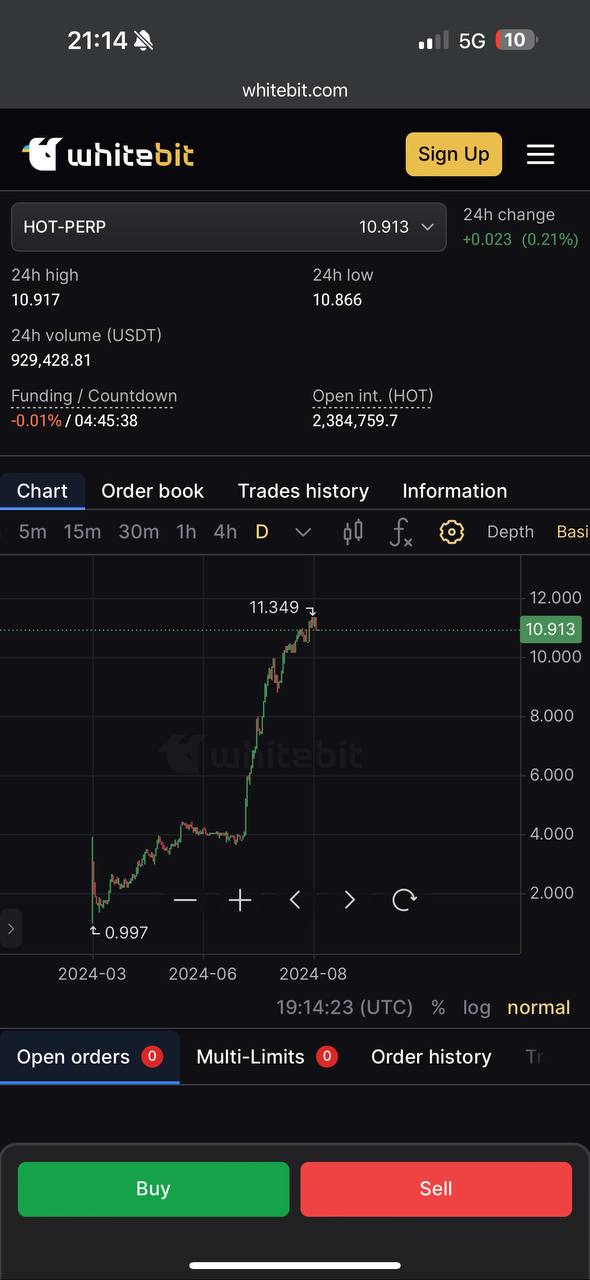 21:14
5G
10
whitebit.com
whitebit
Sign Up
HOT-PERP
10.913
24h change
+0.023 (0.21%)
24h high
24h low
10.917
10.866
24h volume (USDT)
929,428.81
Funding / Countdown
Open int. (HOT)
-0.01% / 04:45:38
2,384,759.7
Chart
Order book
Trades history
Information
5m 15m 30m 1h 4h D
Depth
Basi
11.349
12.000
10.913
10.000
8.000
whitebit
6.000
4.000
2.000
0.997
2024-03
2024-06
2024-08
19:14:23 (UTC) % log normal
Open orders 0
Multi-Limits 0
Order history
Tr
Buy
Sell